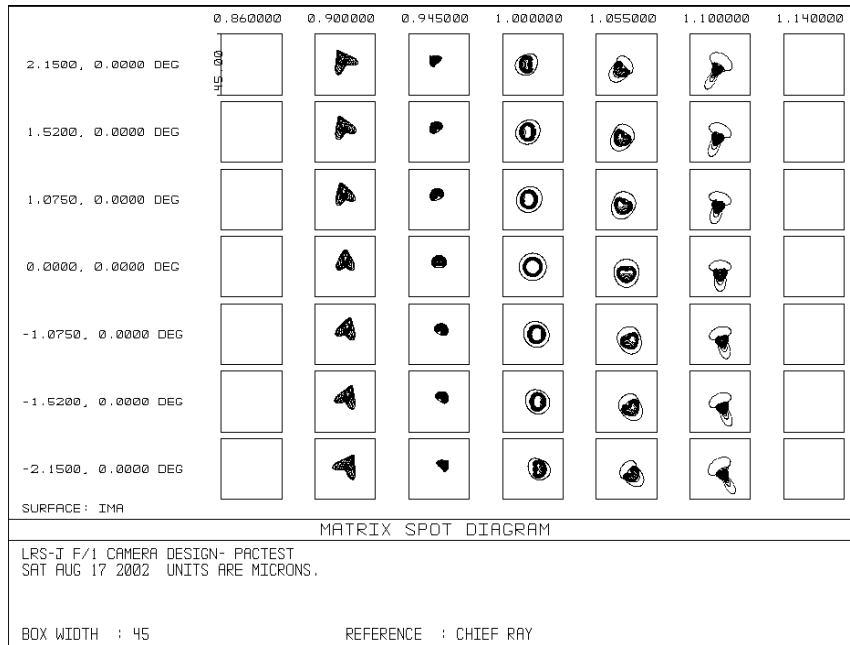 0.860000 0.900000 0.945000 1.000000 1.055000 1.100000 1.140000
45.00
2.1500, 0.0000 DEG
1.5200, 0.0000 DEG
1.0750, 0.0000 DEG
0.0000, 0.0000 DEG
-1.0750, 0.0000 DEG
-1.5200, 0.0000 DEG
-2.1500, 0.0000 DEG
SURFACE: IMA
MATRIX SPOT DIAGRAM
LRS-J F/1 CAMERA DESIGN- PACTEST
SAT AUG 17 2002 UNITS ARE MICRONS.
BOX WIDTH : 45 REFERENCE : CHIEF RAY